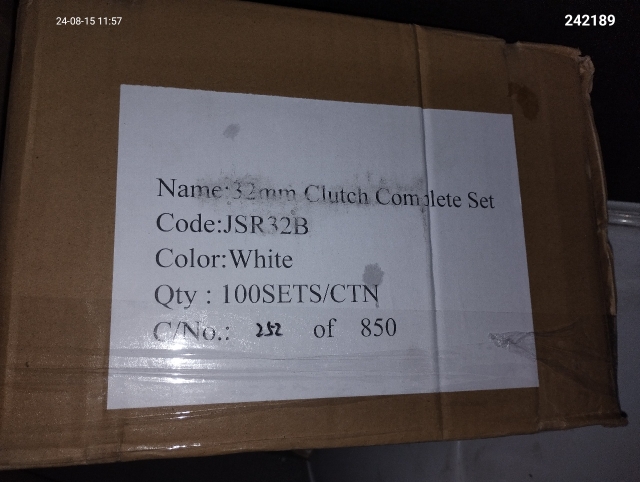 24-08-15 11:57
242189
Name:32mm Clutch Complete Set
Code:JSR32B
Color:White
Qty : 100SETS/CTN
C/No.: 252 of 850